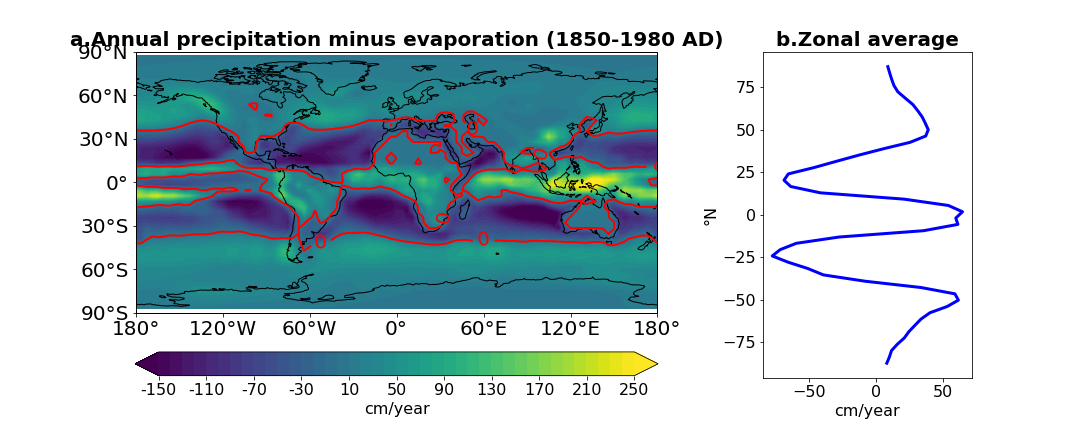 a.Annual precipitation minus evaporation (1850-1980 AD)
90°N
60°N
30°N
0°
30°S
60°S
90°S
0
0
180°
120°W
60°W
0°
60°E
120°E
180°
-150
-110
-70
-30
10
50
90
130
170
210
250
cm/year
b.Zonal average
°N
75
50
25
0
−25
−50
−75
−50
0
50
cm/year